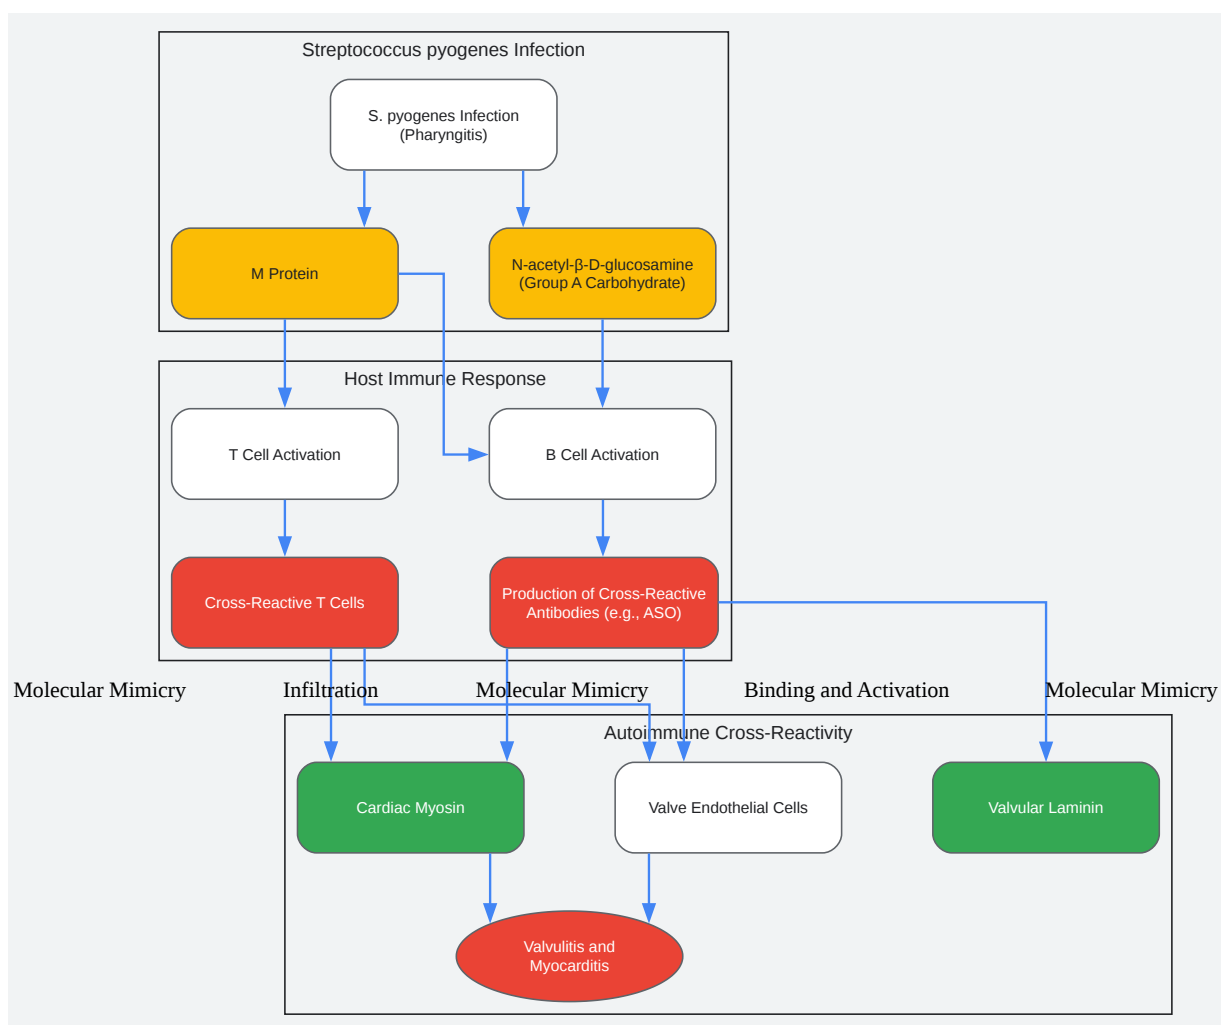 Streptococcus pyogenes Infection
S. pyogenes Infection
(Pharyngitis)
M Protein
N-acetyl-β-D-glucosamine
(Group A Carbohydrate)
Host Immune Response
T Cell Activation
B Cell Activation
Cross-Reactive T Cells
Production of Cross-Reactive
Antibodies (e.g., ASO)
Molecular Mimicry
Infiltration
Molecular Mimicry
Binding and Activation
Molecular Mimicry
Autoimmune Cross-Reactivity
Cardiac Myosin
Valve Endothelial Cells
Valvular Laminin
Valvulitis and
Myocarditis